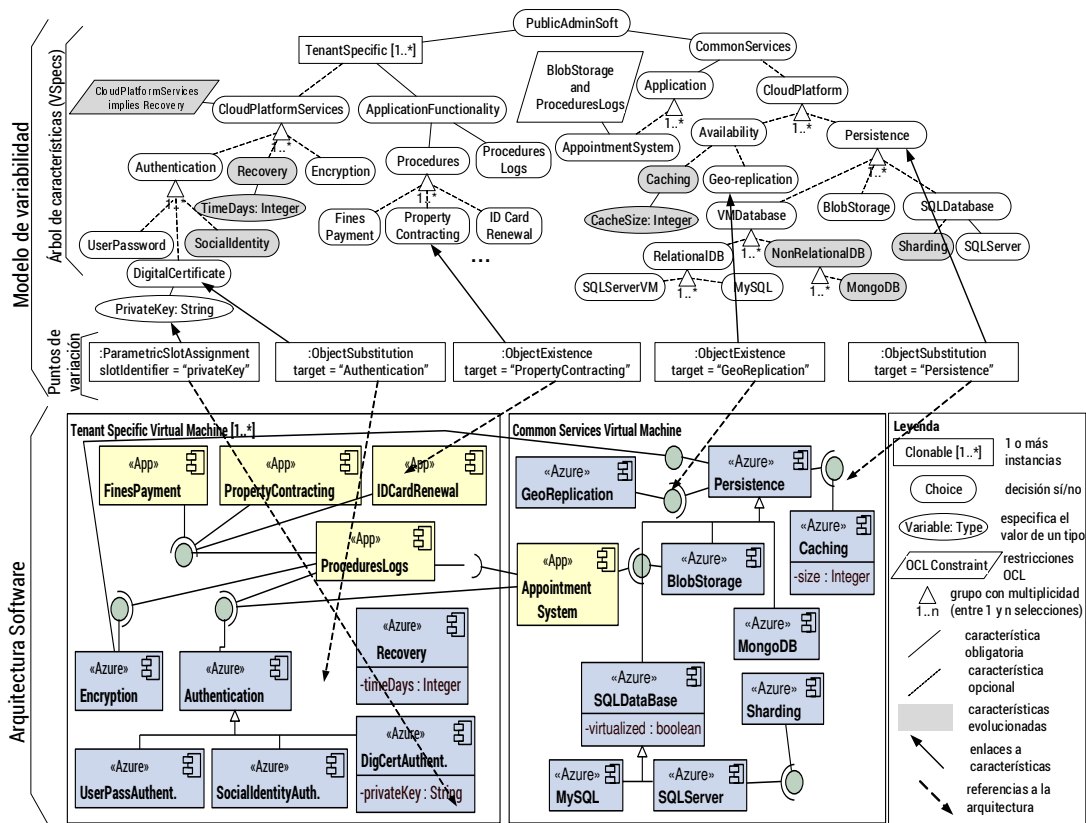 Modelo de variabilidad
Árbol de características (VSpecs)
PublicAdminSoft
TenantSpecific [1..*]
CommonServices
CloudPlatformServices
implies Recovery
CloudPlatformServices
ApplicationFunctionality
BlobStorage
and
ProceduresLogs
Application
CloudPlatform
1..*
1..*
1..*
Authentication
Recovery
Encryption
Procedures
Procedures
Logs
AppointmentSystem
Availability
Persistence
1..*
1..*
1..*
TimeDays: Integer
Caching
Geo-replication
UserPassword
SocialIdentity
Fines
Payment
Property
Contracting
ID Card
Renewal
...
CacheSize: Integer
VMDatabase
BlobStorage
SQLDatabase
1..*
DigitalCertificate
RelationalDB
NonRelationalDB
Sharding
SQLServer
1..*
1..*
PrivateKey: String
SQLServerVM
MySQL
MongoDB
Puntos de
variación
:ParametricSlotAssignment
slotIdentifier = “privateKey”
:ObjectSubstitution
target = “Authentication”
:ObjectExistence
target = “PropertyContracting”
:ObjectExistence
target = “GeoReplication”
:ObjectSubstitution
target = “Persistence”
Arquitectura Software
Tenant Specific Virtual Machine [1..*]
«App»
FinesPayment
«App»
PropertyContracting
«App»
IDCardRenewal
«App»
ProceduresLogs
«Azure»
Encryption
«Azure»
Authentication
«Azure»
Recovery
-timeDays : Integer
«Azure»
UserPassAuthent.
«Azure»
SocialIdentityAuth.
«Azure»
DigCertAuthent.
-privateKey : String
Common Services Virtual Machine
«Azure»
GeoReplication
«Azure»
Persistence
«App»
Appointment
System
«Azure»
BlobStorage
«Azure»
Caching
-size : Integer
«Azure»
MongoDB
«Azure»
SQLDataBase
-virtualized : boolean
«Azure»
Sharding
«Azure»
MySQL
«Azure»
SQLServer
Leyenda
Clonable [1..*]
1 o más
instancias
Choice
decisión sí/no
Variable: Type
especifica el
valor de un tipo
OCL Constraint
restricciones
OCL
1..n
grupo con multiplicidad
(entre 1 y n selecciones)
característica
obligatoria
característica
opcional
características
evolucionadas
enlaces a
características
referencias a la
arquitectura